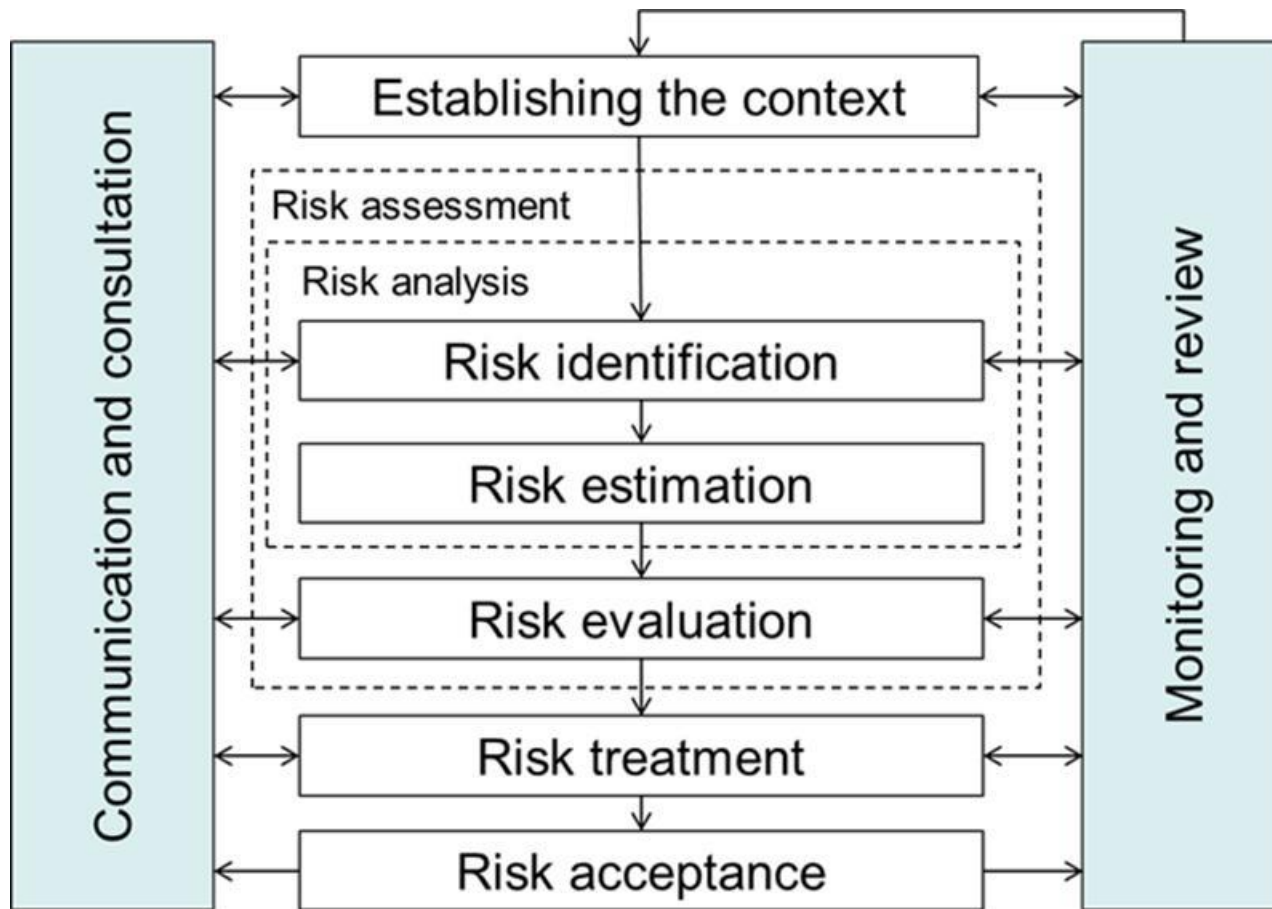 Communication and consultation
Establishing the context
Risk assessment
Risk analysis
Risk identification
Risk estimation
Risk evaluation
Risk treatment
Risk acceptance
Monitoring and review